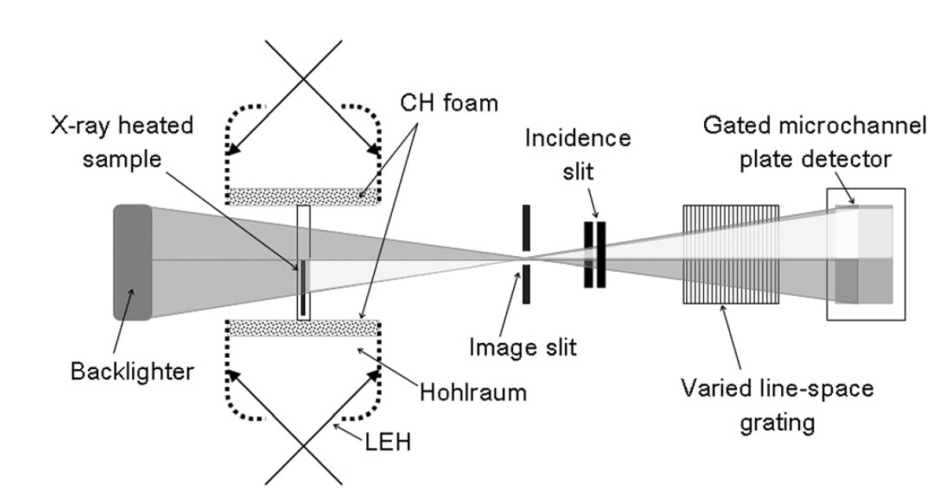 CH foam
X-ray heated
sample
Incidence
slit
Gated microchannel
plate detector
Image slit
Backlighter
Hohlraum
LEH
Varied line-space
grating